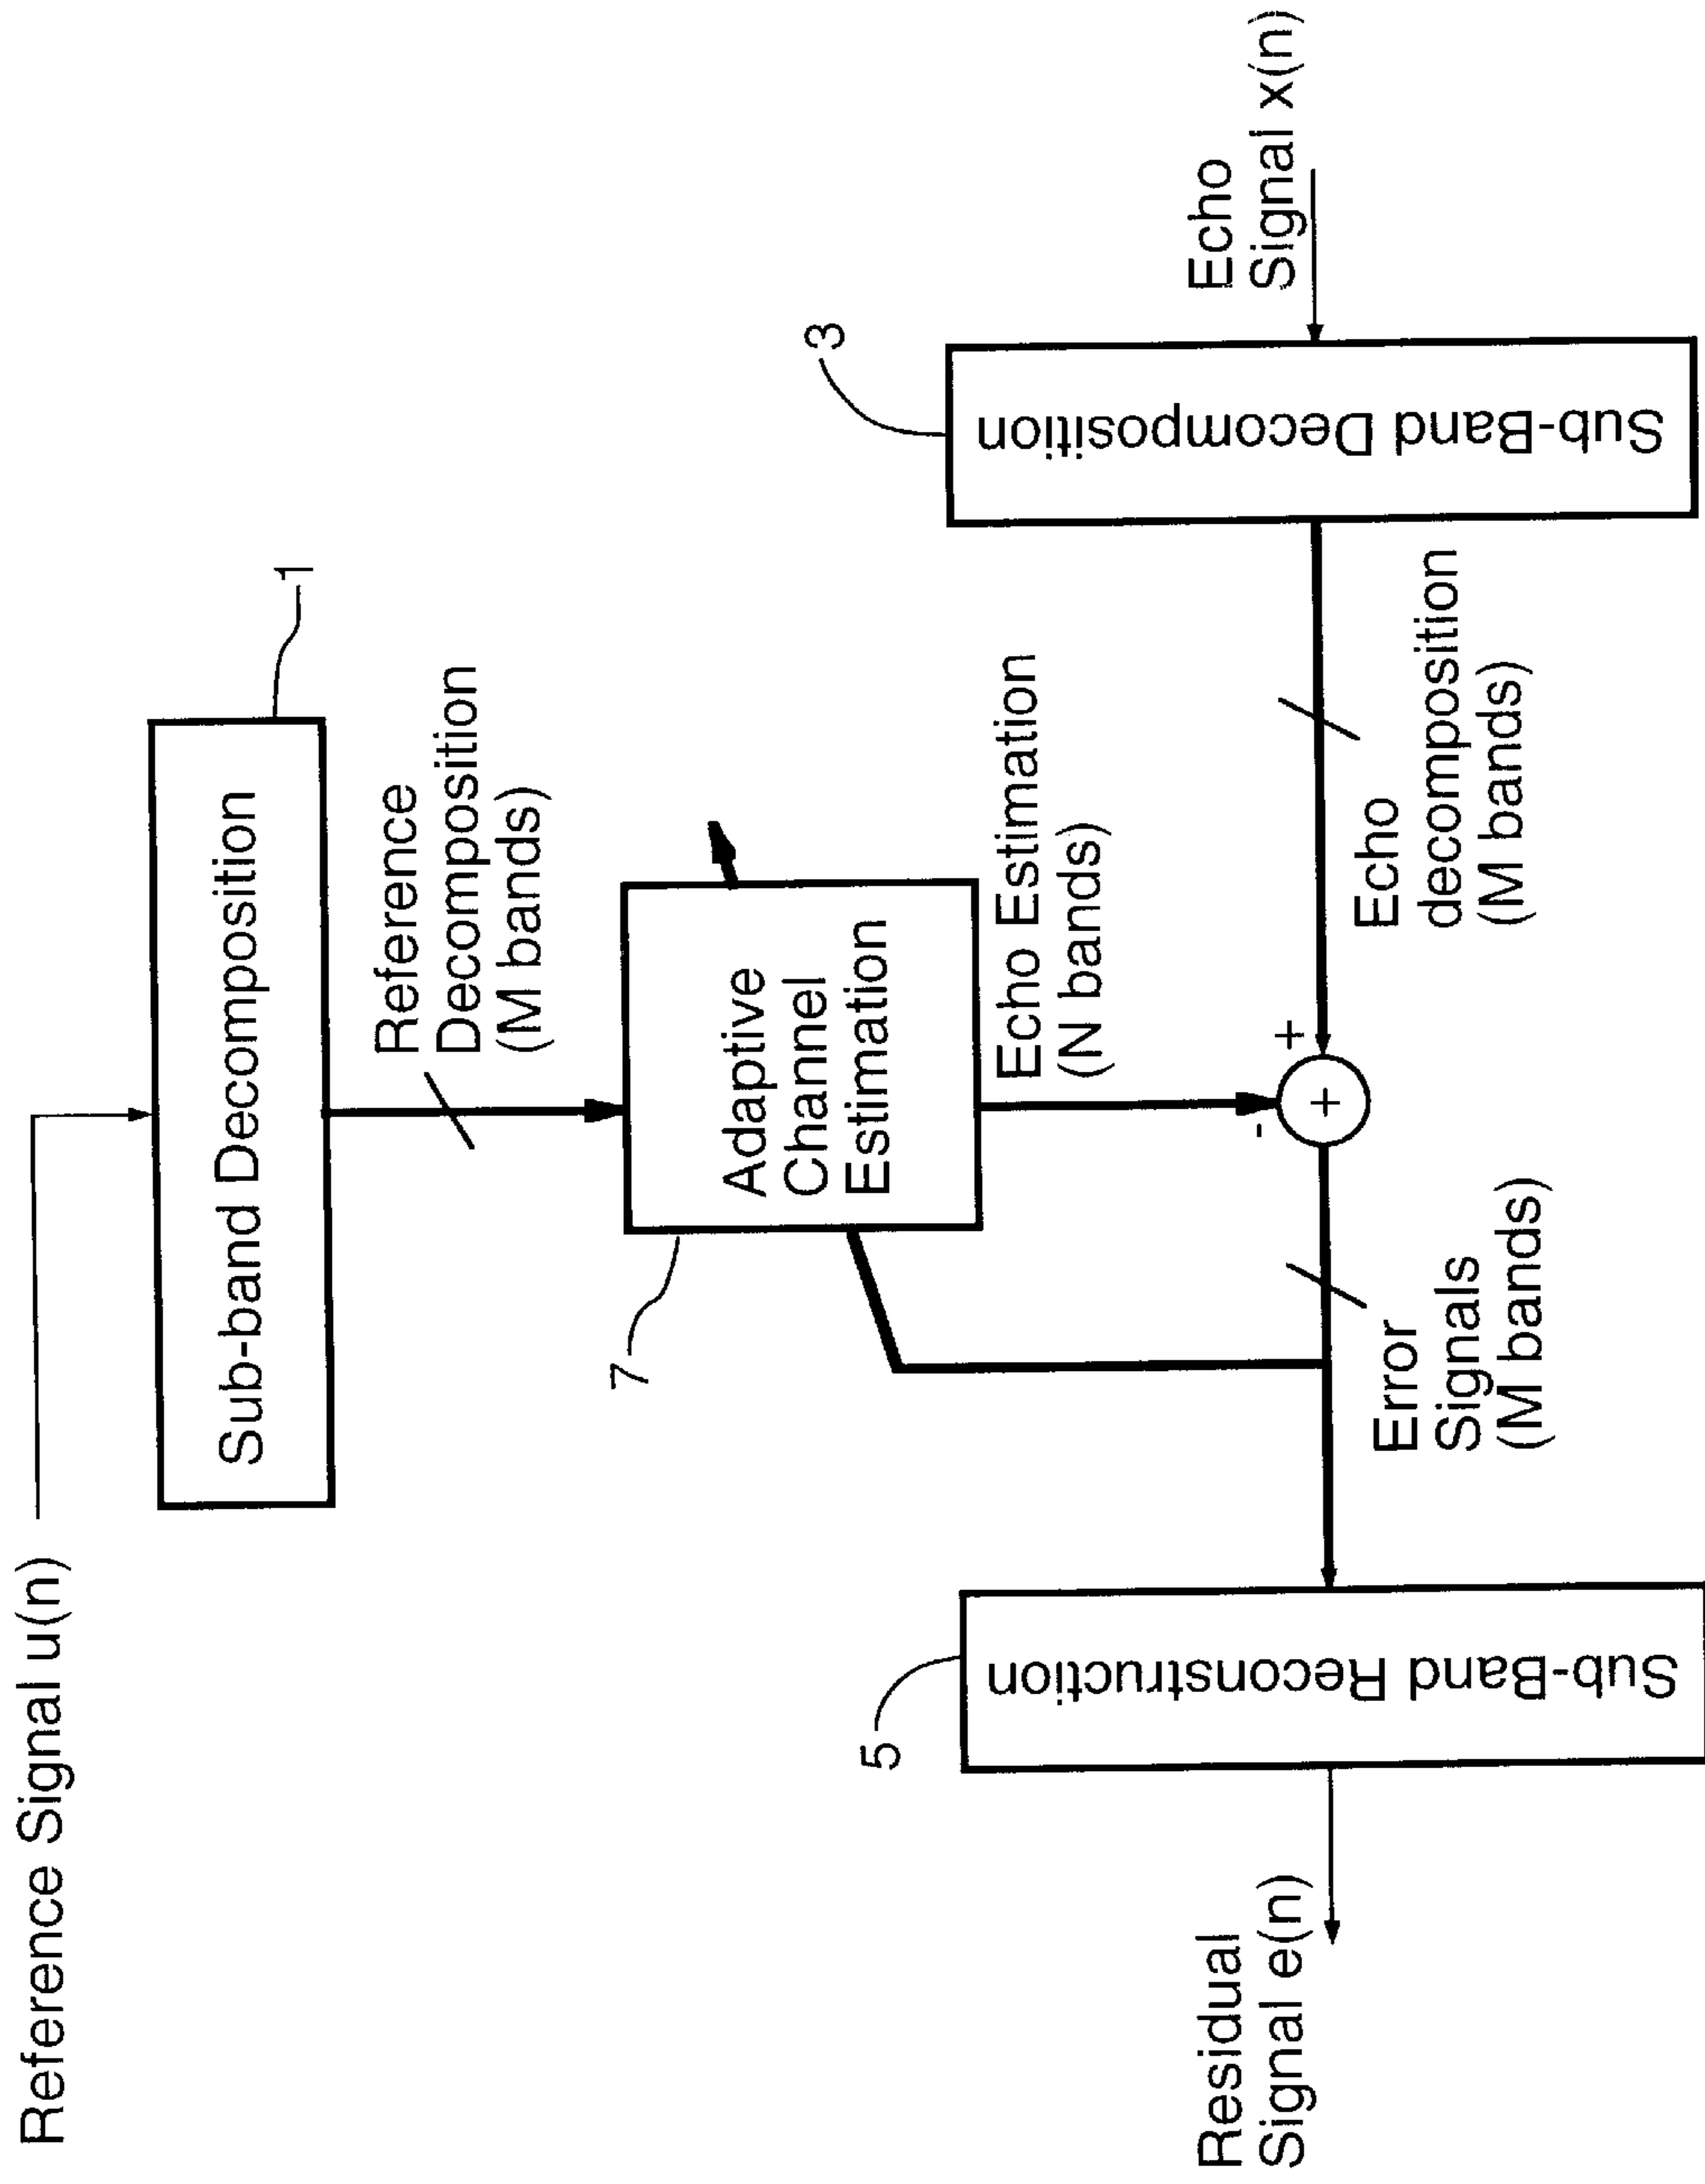 Reference Signal u(n)
Sub-band Decomposition
1
Reference
Decomposition
(M bands)
7
Adaptive
Channel
Estimation
Echo Estimation
(N bands)
3
Echo
Signal x(n)
Sub-Band Decomposition
Echo
decomposition
(M bands)
+
-
+
Error
Signals
(M bands)
5
Sub-Band Reconstruction
Residual
Signal e(n)